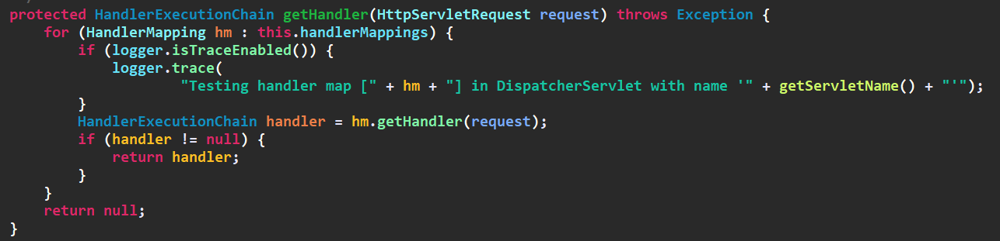 protected HandlerExecutionChain getHandler(HttpServletRequest request) throws Exception {
    for (HandlerMapping hm : this.handlerMappings) {
        if (logger.isTraceEnabled()) {
            logger.trace(
                    "Testing handler map [" + hm + "] in DispatcherServlet with name '" + getServletName() + "'");
        }
        HandlerExecutionChain handler = hm.getHandler(request);
        if (handler != null) {
            return handler;
        }
    }
    return null;
}